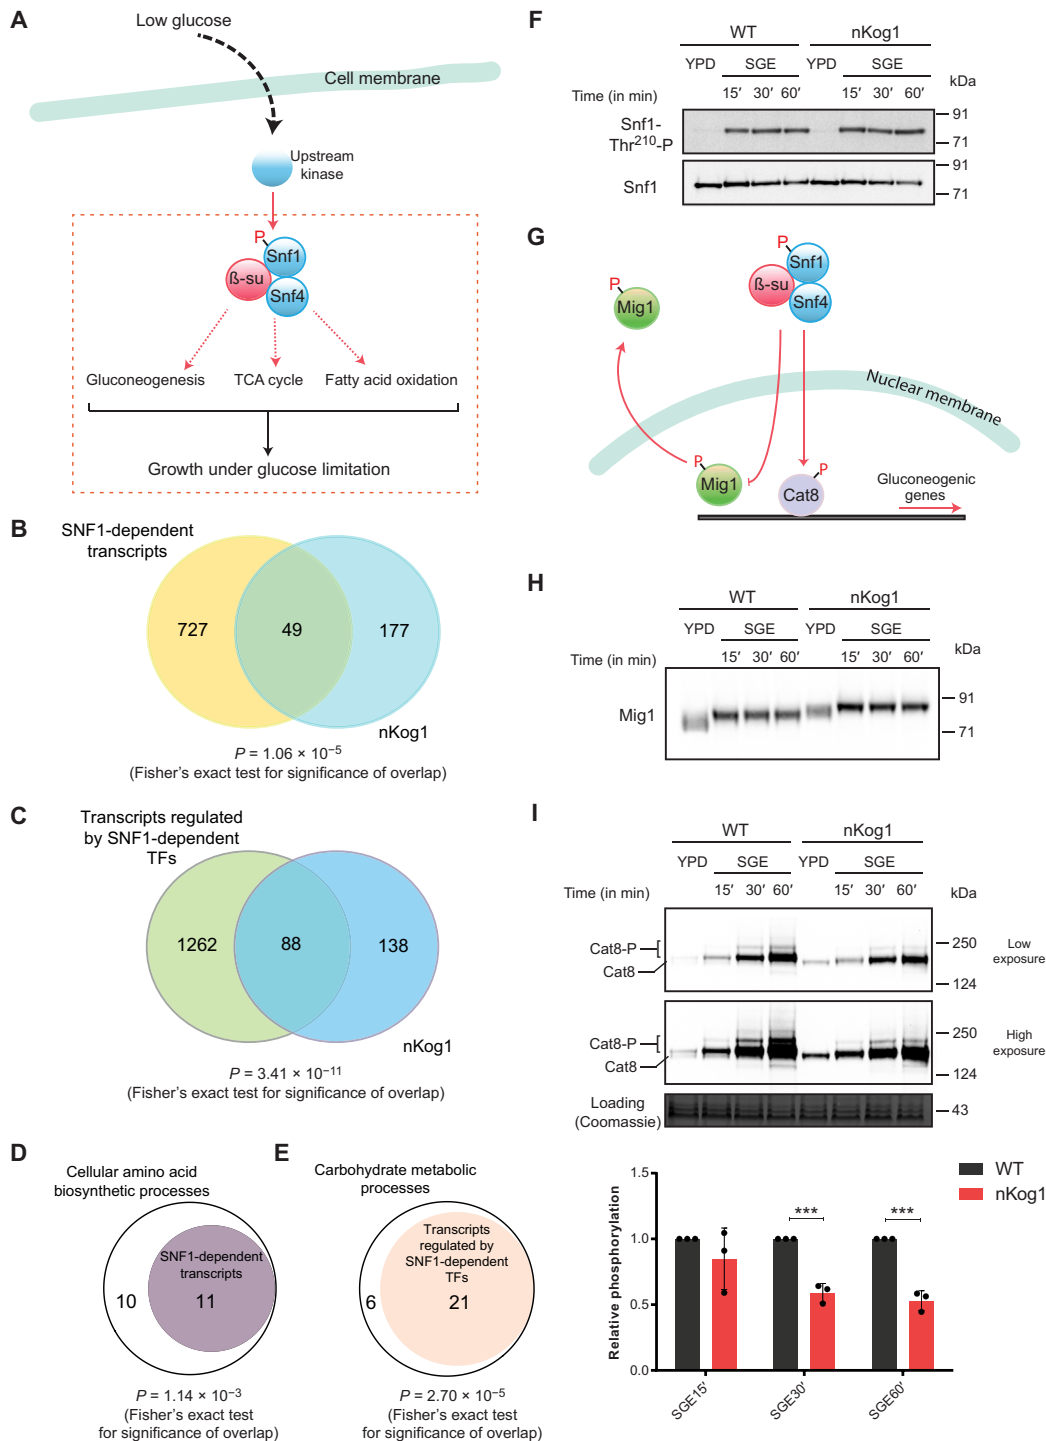 A
Low glucose
Cell membrane
Upstream
kinase
P
Snf1
ß-su
Snf4
Gluconeogenesis TCA cycle Fatty acid oxidation
Growth under glucose limitation
B
SNF1-dependent
transcripts
727 49 177
nKog1
P = 1.06 × 10⁻⁵
(Fisher's exact test for significance of overlap)
C
Transcripts regulated
by SNF1-dependent
TFs
1262 88 138
nKog1
P = 3.41 × 10⁻¹¹
(Fisher's exact test for significance of overlap)
D
Cellular amino acid
biosynthetic processes
SNF1-dependent
transcripts
10 11
P = 1.14 × 10⁻³
(Fisher's exact test
for significance of overlap)
E
Carbohydrate metabolic
processes
Transcripts
regulated by
SNF1-dependent
TFs
6 21
P = 2.70 × 10⁻⁵
(Fisher's exact test
for significance of overlap)
F
WT nKog1
YPD SGE YPD SGE
Time (in min) 15′ 30′ 60′ 15′ 30′ 60′ kDa
Snf1-
Thr²¹⁰-P
91
71
Snf1
91
71
G
P
Snf1
ß-su
Snf4
P
Mig1
Nuclear membrane
P
Mig1
P
Cat8
Gluconeogenic
genes
H
WT nKog1
YPD SGE YPD SGE
Time (in min) 15′ 30′ 60′ 15′ 30′ 60′ kDa
Mig1
91
71
I
WT nKog1
YPD SGE YPD SGE
Time (in min) 15′ 30′ 60′ 15′ 30′ 60′ kDa
Cat8-P
Cat8
250
124
Low
exposure
Cat8-P
Cat8
250
124
High
exposure
Loading
(Coomassie)
43
WT
nKog1
Relative phosphorylation
1.5
1.0
0.5
0.0
*** ***
SGE15′ SGE30′ SGE60′